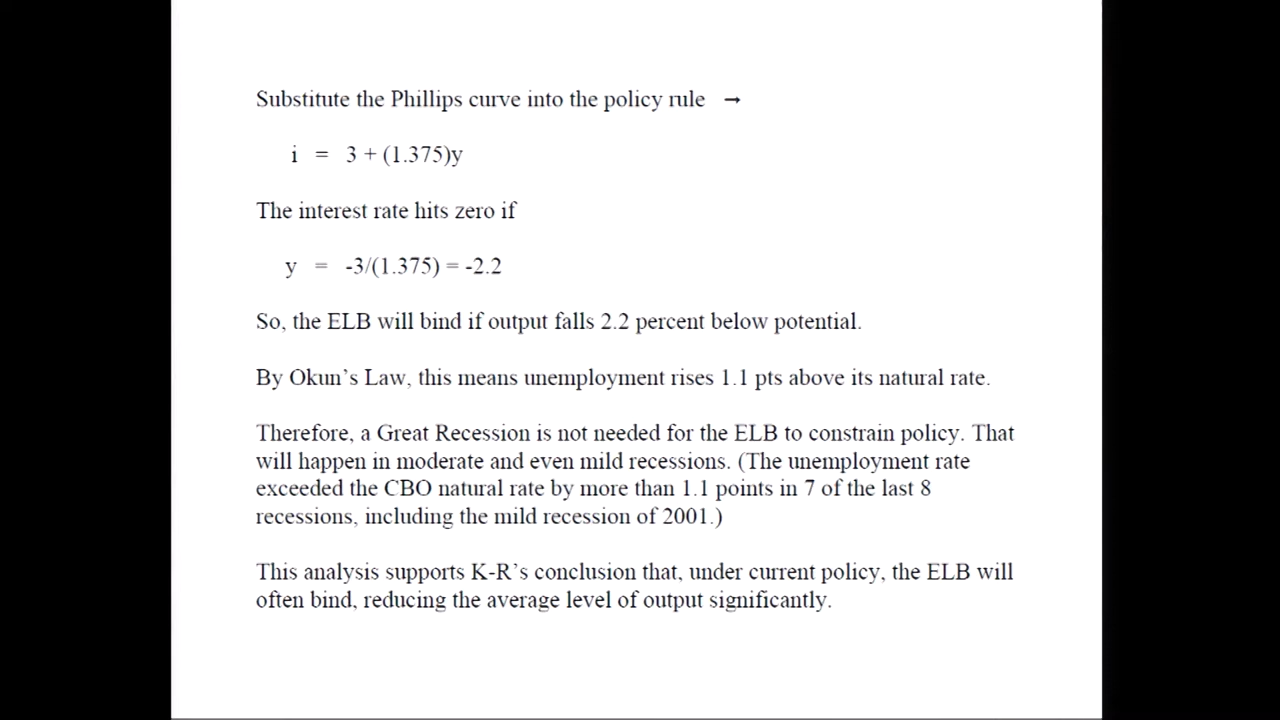 Substitute the Phillips curve into the policy rule →
i = 3 + (1.375)y
The interest rate hits zero if
y = -3/(1.375) = -2.2
So, the ELB will bind if output falls 2.2 percent below potential.
By Okun’s Law, this means unemployment rises 1.1 pts above its natural rate.
Therefore, a Great Recession is not needed for the ELB to constrain policy. That
will happen in moderate and even mild recessions. (The unemployment rate
exceeded the CBO natural rate by more than 1.1 points in 7 of the last 8
recessions, including the mild recession of 2001.)
This analysis supports K-R’s conclusion that, under current policy, the ELB will
often bind, reducing the average level of output significantly.